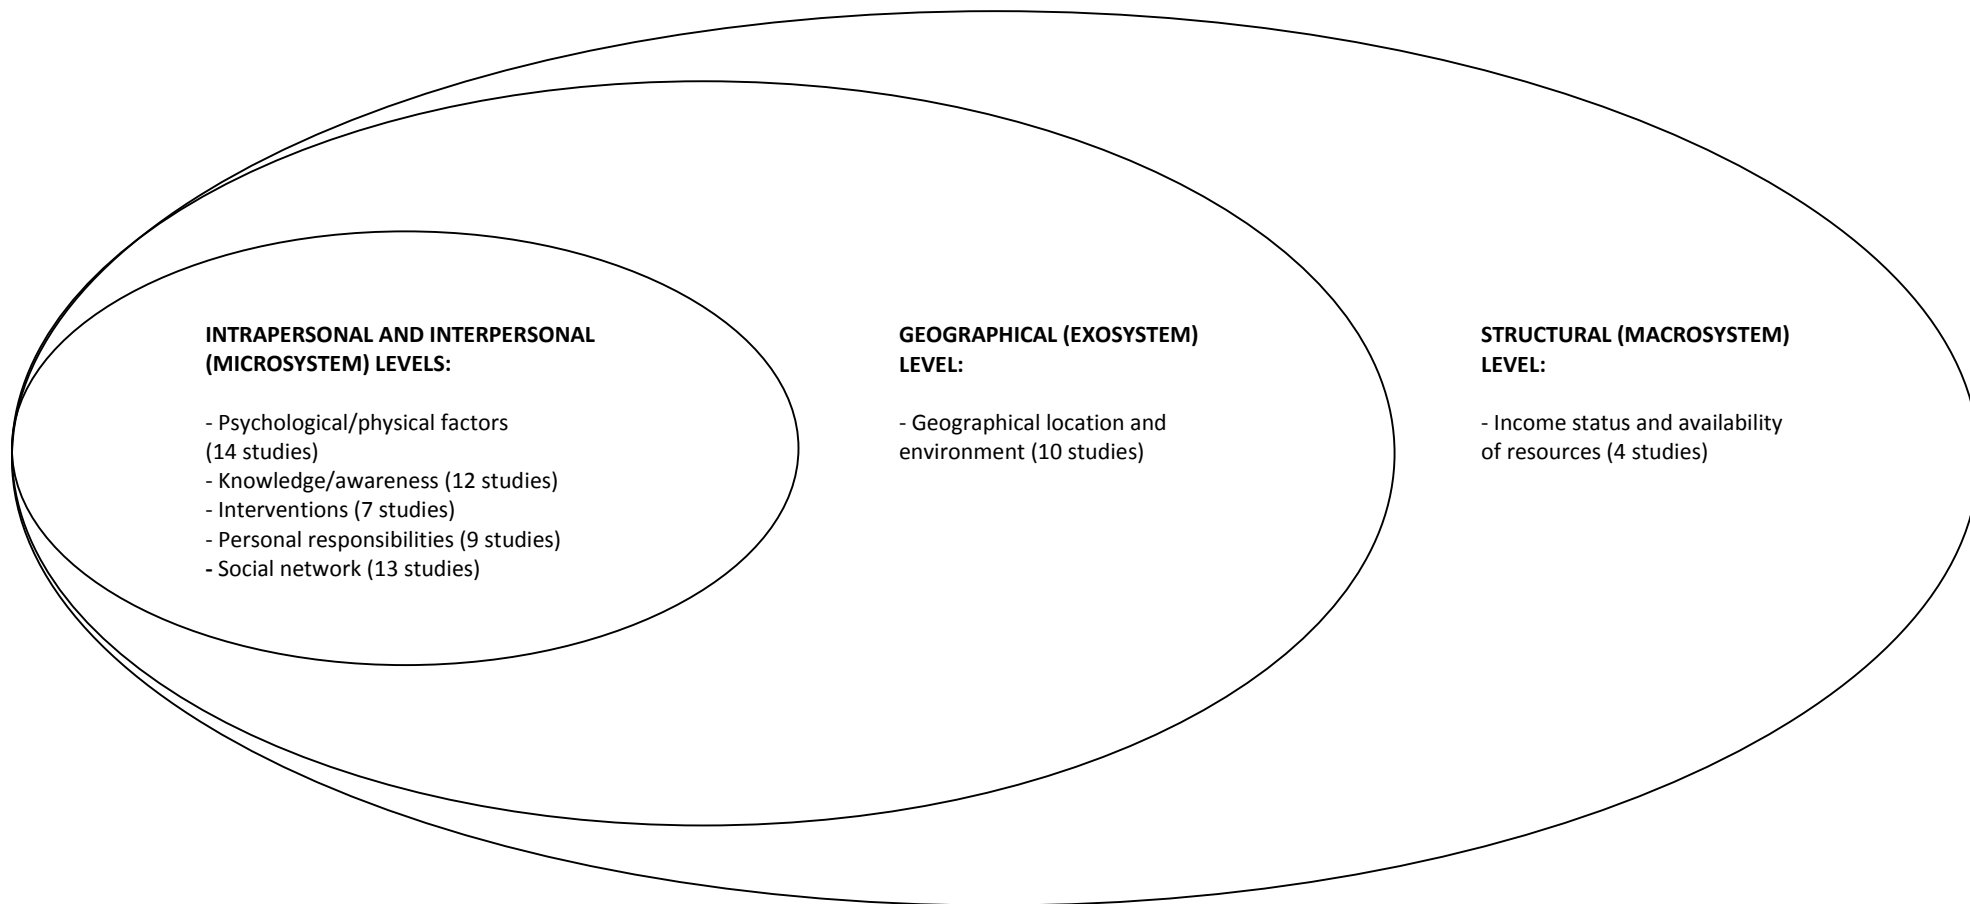 INTRAPERSONAL AND INTERPERSONAL
(MICROSYSTEM) LEVELS:
- Psychological/physical factors
(14 studies)
- Knowledge/awareness (12 studies)
- Interventions (7 studies)
- Personal responsibilities (9 studies)
- Social network (13 studies)
GEOGRAPHICAL (EXOSYSTEM)
LEVEL:
- Geographical location and
environment (10 studies)
STRUCTURAL (MACROSYSTEM)
LEVEL:
- Income status and availability
of resources (4 studies)